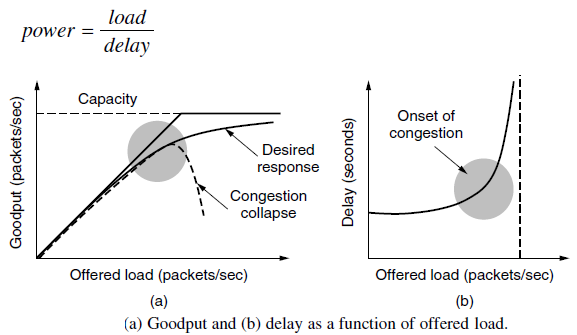 power = load
delay
Goodput (packets/sec)
Capacity
Desired
response
Congestion
collapse
Offered load (packets/sec)
(a)
Delay (seconds)
Onset of
congestion
Offered load (packets/sec)
(b)
(a) Goodput and (b) delay as a function of offered load.